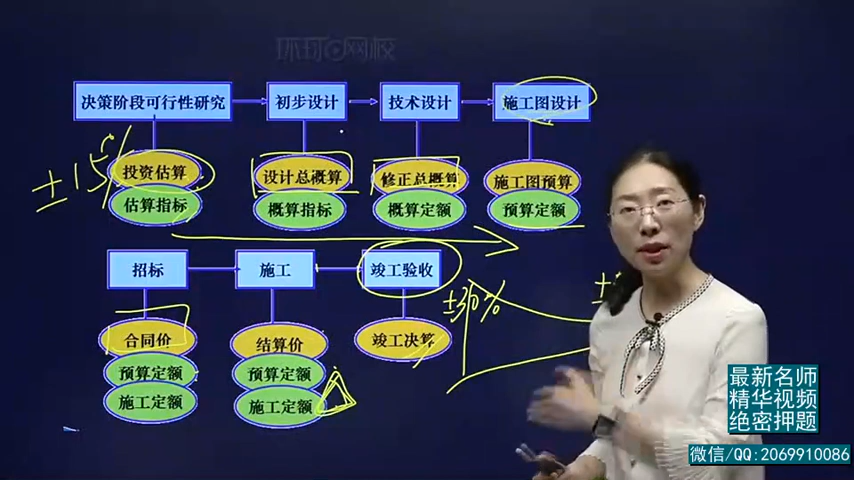 环球网校
决策阶段可行性研究
初步设计
技术设计
施工图设计
±15%
投资估算
设计总概算
修正总概算
施工图预算
估算指标
概算指标
概算定额
预算定额
招标
施工
竣工验收
±30%
合同价
结算价
竣工决算
预算定额
预算定额
施工定额
施工定额
最新名师
精华视频
绝密押题
微信/QQ:2069910086